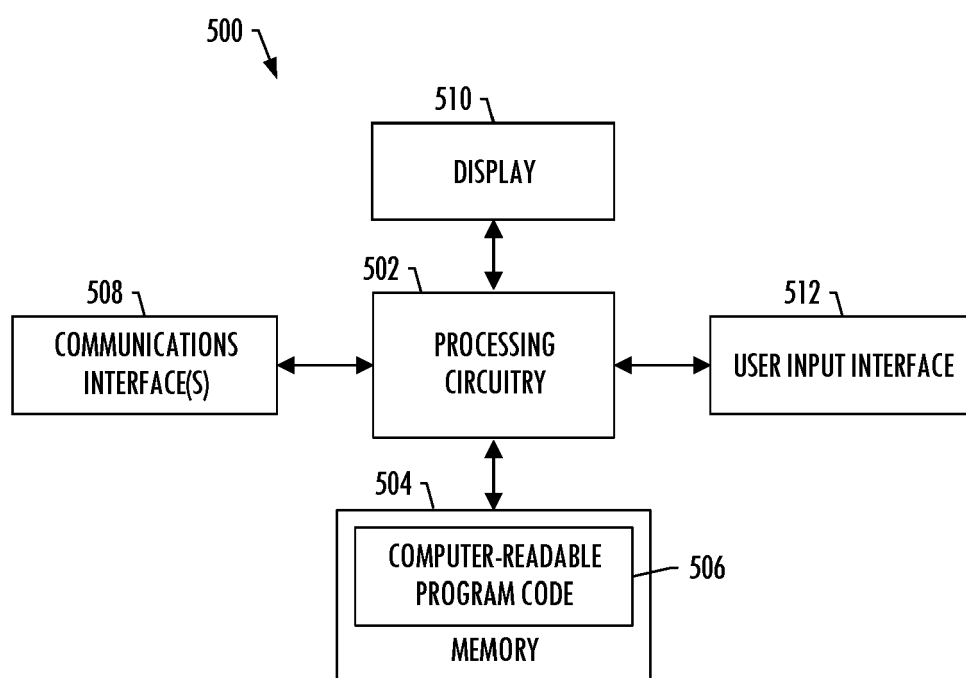 500
510
DISPLAY
502
508
512
COMMUNICATIONS
INTERFACE(S)
PROCESSING
CIRCUITRY
USER INPUT INTERFACE
504
COMPUTER-READABLE
PROGRAM CODE
506
MEMORY